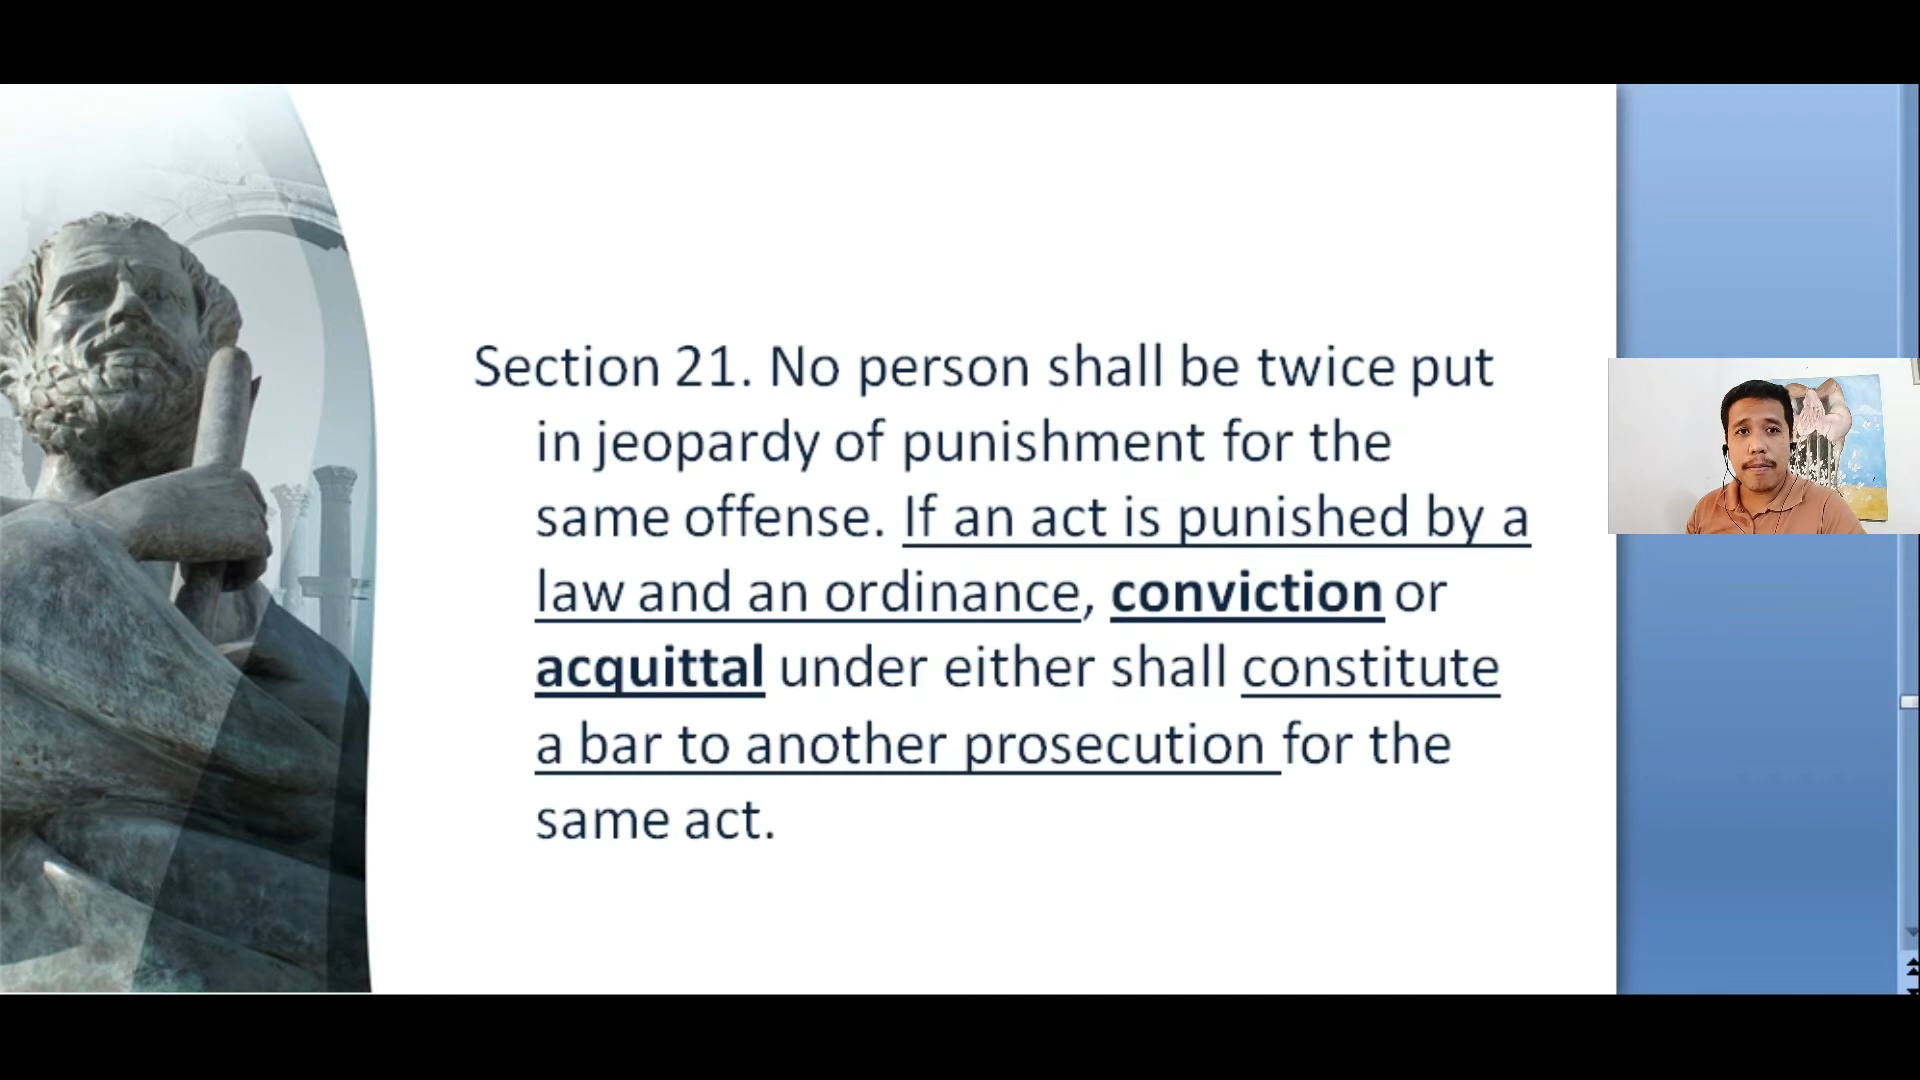 Section 21. No person shall be twice put
in jeopardy of punishment for the
same offense. If an act is punished by a
law and an ordinance, conviction or
acquittal under either shall constitute
a bar to another prosecution for the
same act.